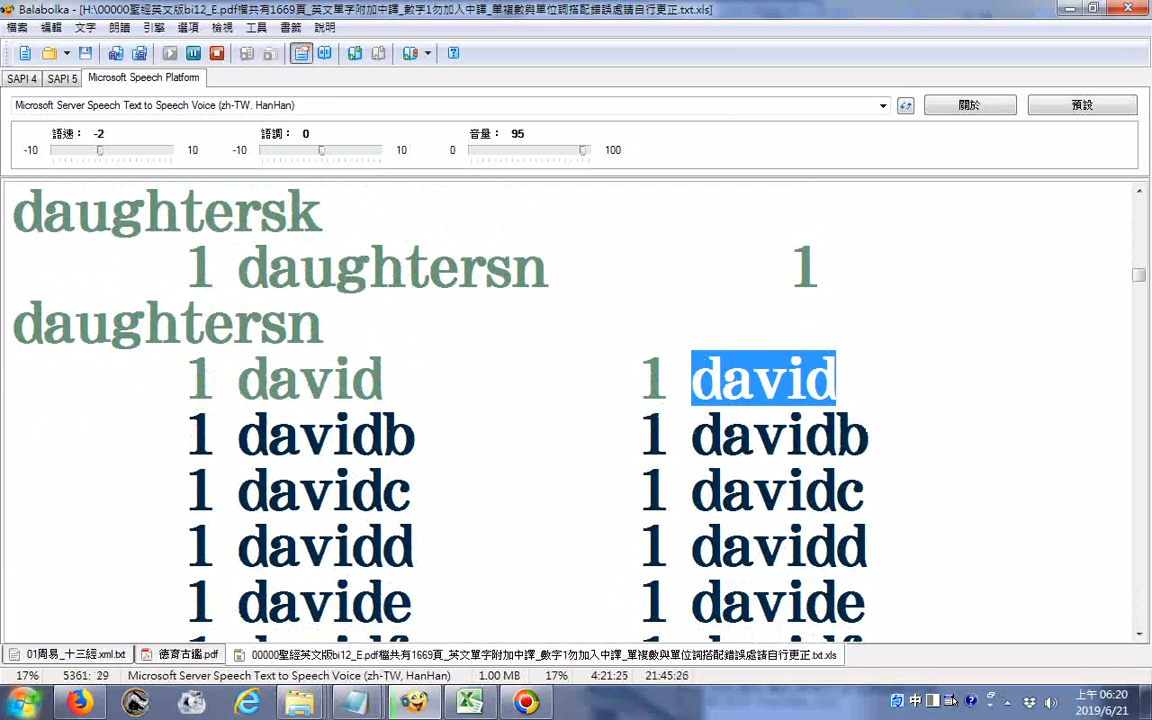 Balabolka - [H:\00000聖經英文版bi12_E.pdf檔共有1669頁_英文單字附加中譯_數字1勿加入中譯_單複數與單位詞搭配錯誤處請自行更正.txt.xls]
檔案 編輯 文字 朗讀 引擎 選項 檢視 工具 書籤 說明
SAPI 4 SAPI 5 Microsoft Speech Platform
Microsoft Server Speech Text to Speech Voice (zh-TW, HanHan) 關於 預設
語速： -2 語調： 0 音量： 95
-10 10 -10 10 0 100
daughtersk
1 daughtersn 1
daughtersn
1 david 1 david
1 davidb 1 davidb
1 davidc 1 davidc
1 davidd 1 davidd
1 davide 1 davide
01周易_十三經.xml.txt 德育古鑑.pdf 00000聖經英文版bi12_E.pdf檔共有1669頁_英文單字附加中譯_數字1勿加入中譯_單複數與單位詞搭配錯誤處請自行更正.txt.xls
17% 5361: 29 Microsoft Server Speech Text to Speech Voice (zh-TW, HanHan) 1.00 MB 17% 4:21:25 21:45:26
中 上午 06:20
2019/6/21